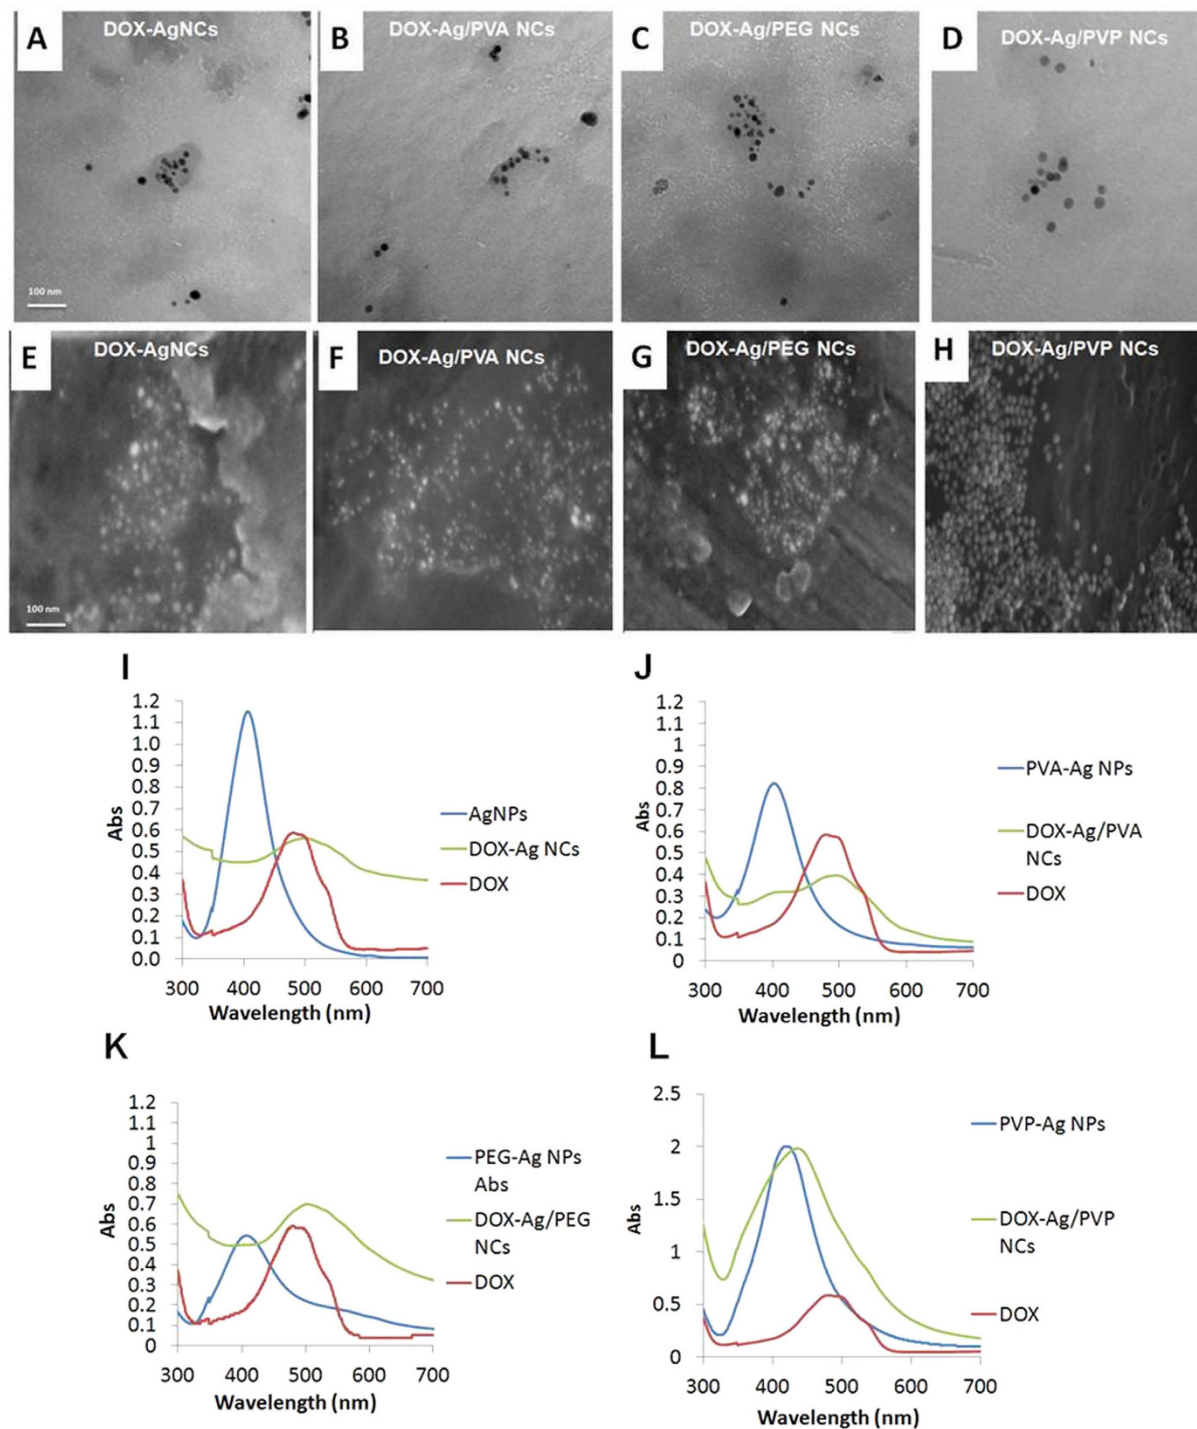 A
DOX-AgNCs
100 nm
B
DOX-Ag/PVA NCs
C
DOX-Ag/PEG NCs
D
DOX-Ag/PVP NCs
E
DOX-AgNCs
100 nm
F
DOX-Ag/PVA NCs
G
DOX-Ag/PEG NCs
H
DOX-Ag/PVP NCs
I
1.2
1.1
1.0
0.9
0.8
0.7
0.6
0.5
0.4
0.3
0.2
0.1
0.0
Abs
300 400 500 600 700
Wavelength (nm)
AgNPs
DOX-Ag NCs
DOX
J
1.2
1.1
1
0.9
0.8
0.7
0.6
0.5
0.4
0.3
0.2
0.1
0
Abs
300 400 500 600 700
Wavelength (nm)
PVA-Ag NPs
DOX-Ag/PVA
NCs
DOX
K
1.2
1.1
1
0.9
0.8
0.7
0.6
0.5
0.4
0.3
0.2
0.1
0
Abs
300 400 500 600 700
Wavelength (nm)
PEG-Ag NPs
Abs
DOX-Ag/PEG
NCs
DOX
L
2.5
2
1.5
1
0.5
0
Abs
300 400 500 600 700
Wavelength (nm)
PVP-Ag NPs
DOX-Ag/PVP
NCs
DOX